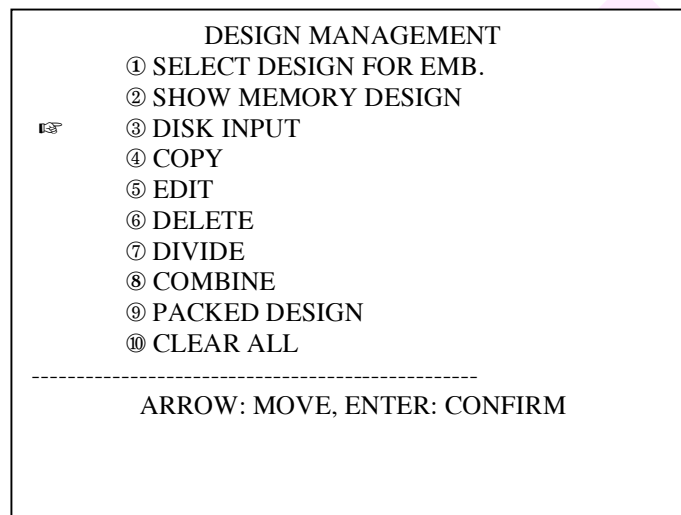 DESIGN MANAGEMENT
① SELECT DESIGN FOR EMB.
② SHOW MEMORY DESIGN
☞ ③ DISK INPUT
④ COPY
⑤ EDIT
⑥ DELETE
⑦ DIVIDE
⑧ COMBINE
⑨ PACKED DESIGN
⑩ CLEAR ALL
--------------------------------------------------
ARROW: MOVE, ENTER: CONFIRM